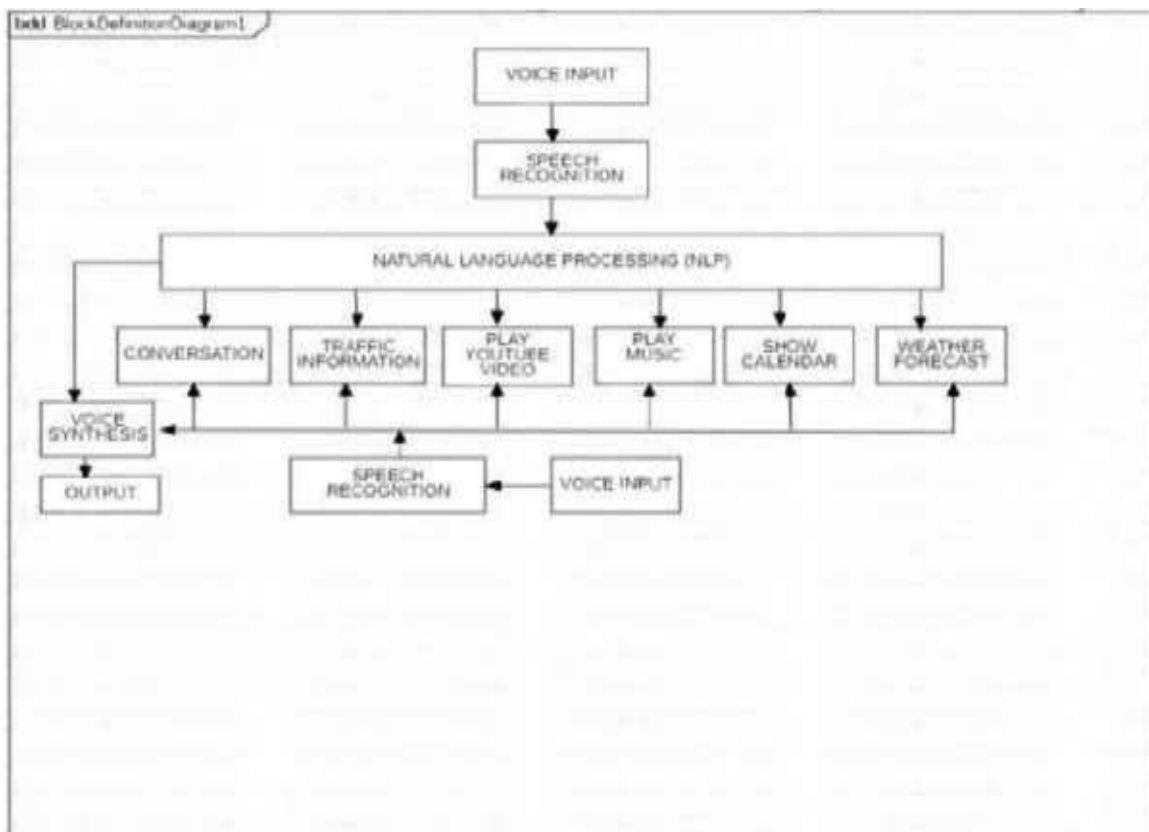 bdd BlockDefinitionDiagram1
VOICE INPUT
SPEECH
RECOGNITION
NATURAL LANGUAGE PROCESSING (NLP)
CONVERSATION
TRAFFIC
INFORMATION
PLAY
YOUTUBE
VIDEO
PLAY
MUSIC
SHOW
CALENDAR
WEATHER
FORECAST
VOICE
SYNTHESIS
OUTPUT
SPEECH
RECOGNITION
VOICE INPUT